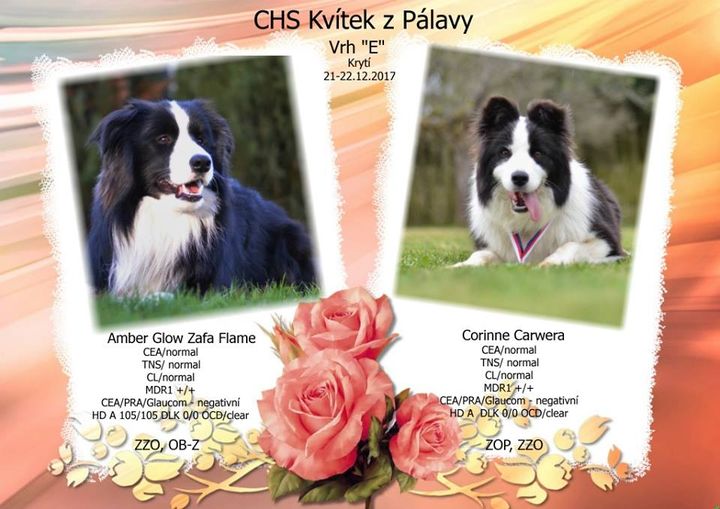 CHS Kvítek z Pálavy
Vrh "E"
Krytí
21-22.12.2017
Amber Glow Zafa Flame
CEA/normal
TNS/ normal
CL/normal
MDR1 +/+
CEA/PRA/Glaucom - negativní
HD A 105/105 DLK 0/0 OCD/clear
ZZO, OB-Z
Corinne Carwera
CEA/normal
TNS/ normal
CL/normal
MDR1 +/+
CEA/PRA/Glaucom - negativní
HD A  DLK 0/0 OCD/clear
ZOP, ZZO